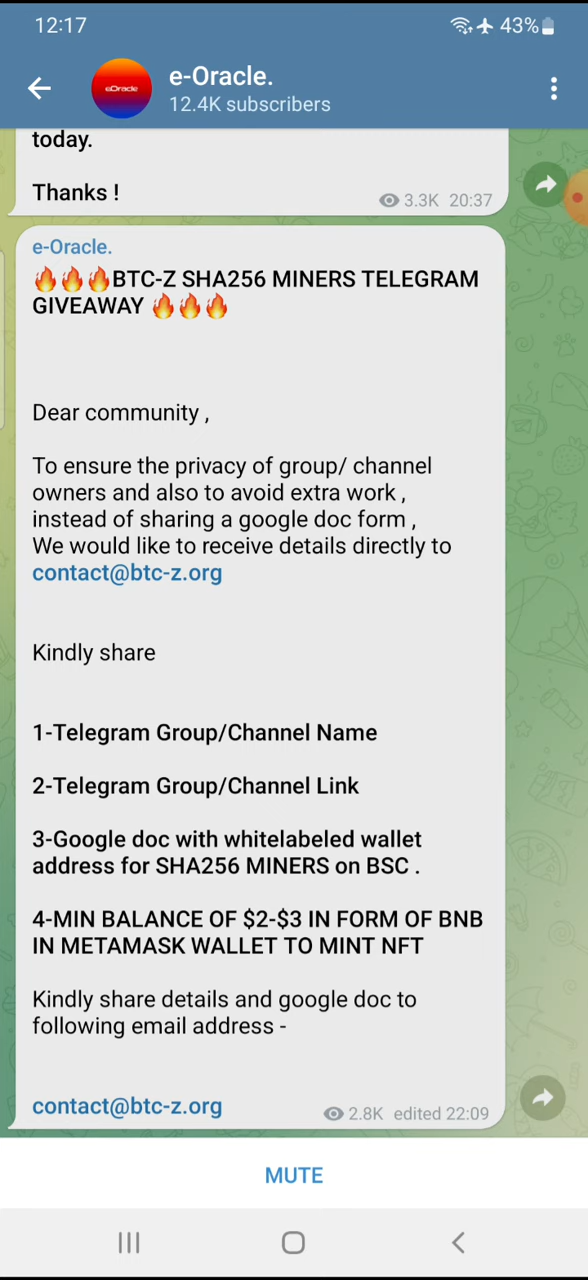 12:17
43%
eOracle
e-Oracle.
12.4K subscribers
today.
Thanks !
3.3K 20:37
e-Oracle.
🔥🔥🔥BTC-Z SHA256 MINERS TELEGRAM
GIVEAWAY 🔥🔥🔥
Dear community ,
To ensure the privacy of group/ channel
owners and also to avoid extra work ,
instead of sharing a google doc form ,
We would like to receive details directly to
contact@btc-z.org
Kindly share
1-Telegram Group/Channel Name
2-Telegram Group/Channel Link
3-Google doc with whitelabeled wallet
address for SHA256 MINERS on BSC .
4-MIN BALANCE OF $2-$3 IN FORM OF BNB
IN METAMASK WALLET TO MINT NFT
Kindly share details and google doc to
following email address -
contact@btc-z.org
2.8K edited 22:09
MUTE